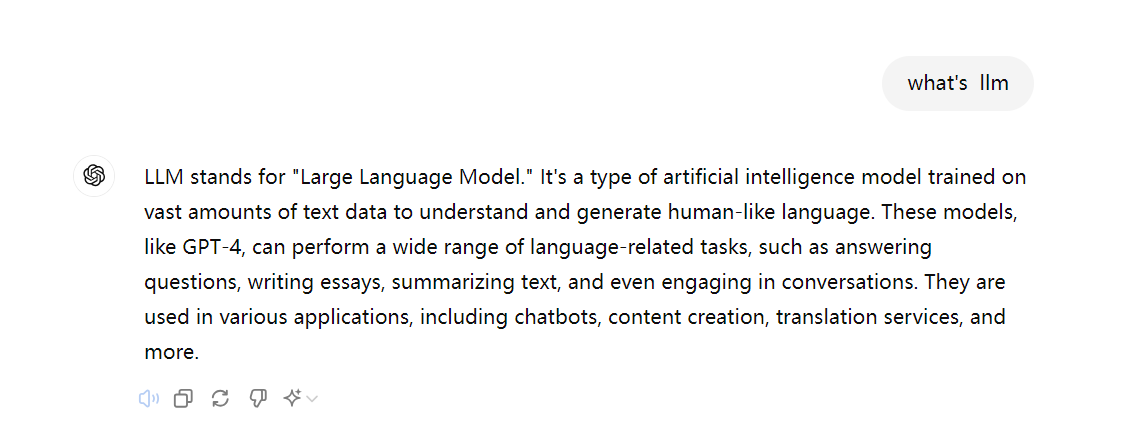 what's  llm
LLM stands for "Large Language Model." It's a type of artificial intelligence model trained on
vast amounts of text data to understand and generate human-like language. These models,
like GPT-4, can perform a wide range of language-related tasks, such as answering
questions, writing essays, summarizing text, and even engaging in conversations. They are
used in various applications, including chatbots, content creation, translation services, and
more.